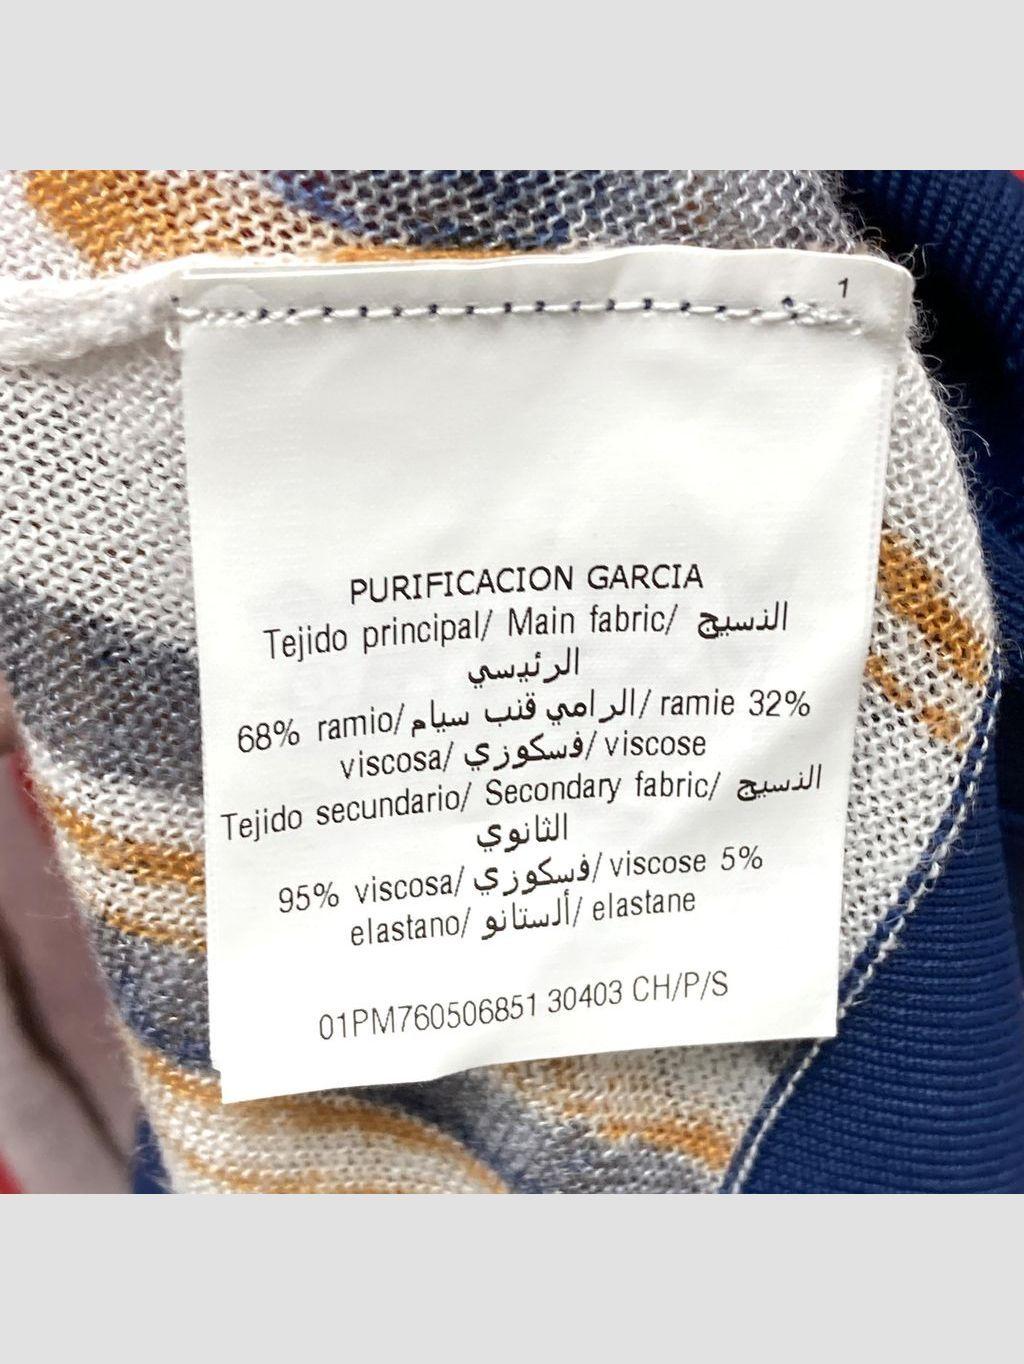 1
PURIFICACION GARCIA
Tejido principal/ Main fabric/ النسيج
الرئيسي
68% ramio/الرامي قنب سيام/ ramie 32%
viscosa/ فسكوزي/ viscose
Tejido secundario/ Secondary fabric/ النسيج
الثانوي
95% viscosa/ فسكوزي/ viscose 5%
elastano/ ألستانو/ elastane
01PM760506851 30403 CH/P/S